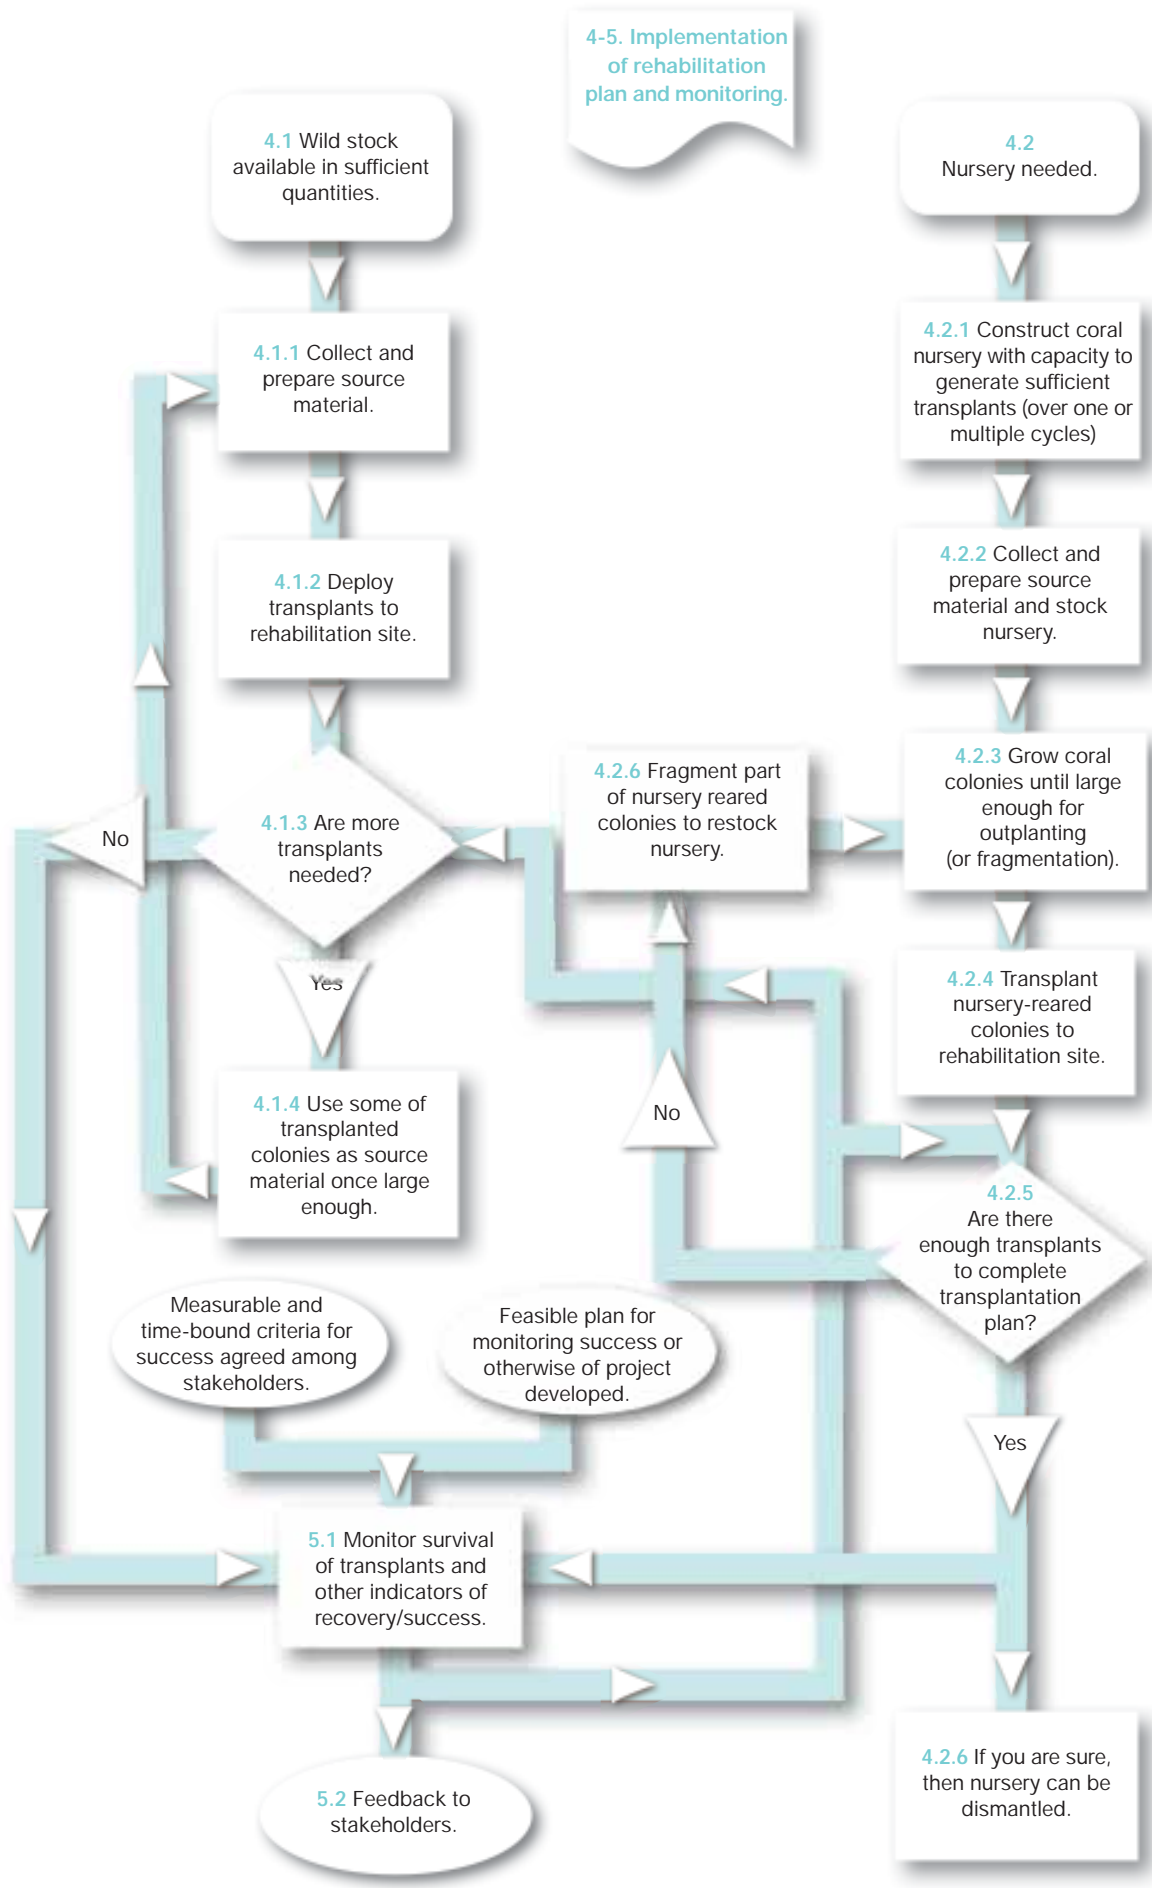 4-5. Implementation
of rehabilitation
plan and monitoring.
4.1 Wild stock
available in sufficient
quantities.
4.2
Nursery needed.
4.1.1 Collect and
prepare source
material.
4.2.1 Construct coral
nursery with capacity to
generate sufficient
transplants (over one or
multiple cycles)
4.1.2 Deploy
transplants to
rehabilitation site.
4.2.2 Collect and
prepare source
material and stock
nursery.
4.1.3 Are more
transplants
needed?
No
Yes
4.2.6 Fragment part
of nursery reared
colonies to restock
nursery.
4.2.3 Grow coral
colonies until large
enough for
outplanting
(or fragmentation).
4.2.4 Transplant
nursery-reared
colonies to
rehabilitation site.
4.1.4 Use some of
transplanted
colonies as source
material once large
enough.
No
4.2.5
Are there
enough transplants
to complete
transplantation
plan?
Measurable and
time-bound criteria for
success agreed among
stakeholders.
Feasible plan for
monitoring success or
otherwise of project
developed.
Yes
5.1 Monitor survival
of transplants and
other indicators of
recovery/success.
5.2 Feedback to
stakeholders.
4.2.6 If you are sure,
then nursery can be
dismantled.